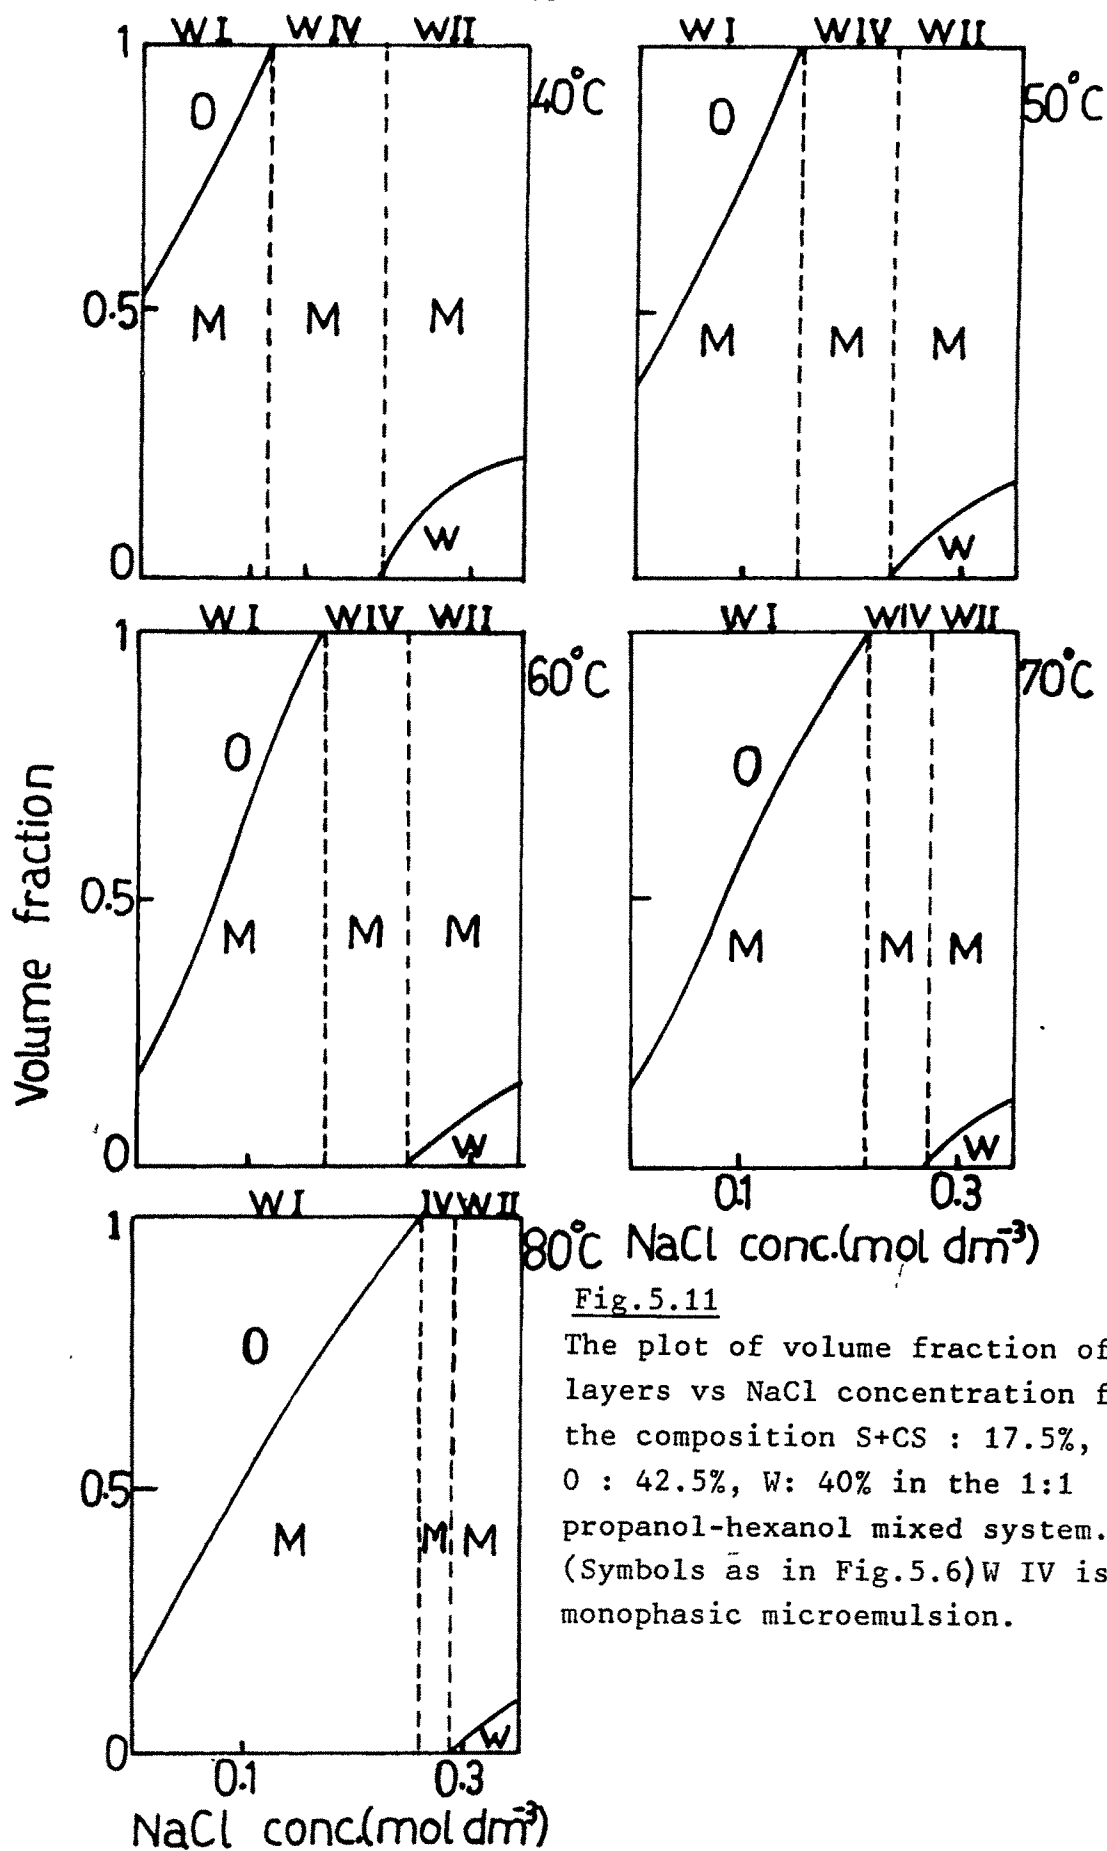 W I W IV W II
W I W IV W II
1
O
40°C
O
50°C
0.5
M M M
M M M
W
W
0
W I W IV W II
W I W IV W II
1
60°C
70°C
O
O
Volume fraction
0.5
M M M
M M M
W
W
0
0.1 0.3
NaCl conc.(mol dm⁻³)
W I IV W II
1
80°C
O
0.5
M M M
W
0
0.1 0.3
NaCl conc.(mol dm⁻³)
Fig.5.11
The plot of volume fraction of
layers vs NaCl concentration f
the composition S+CS : 17.5%,
O : 42.5%, W: 40% in the 1:1
propanol-hexanol mixed system.
(Symbols as in Fig.5.6)W IV is
monophasic microemulsion.